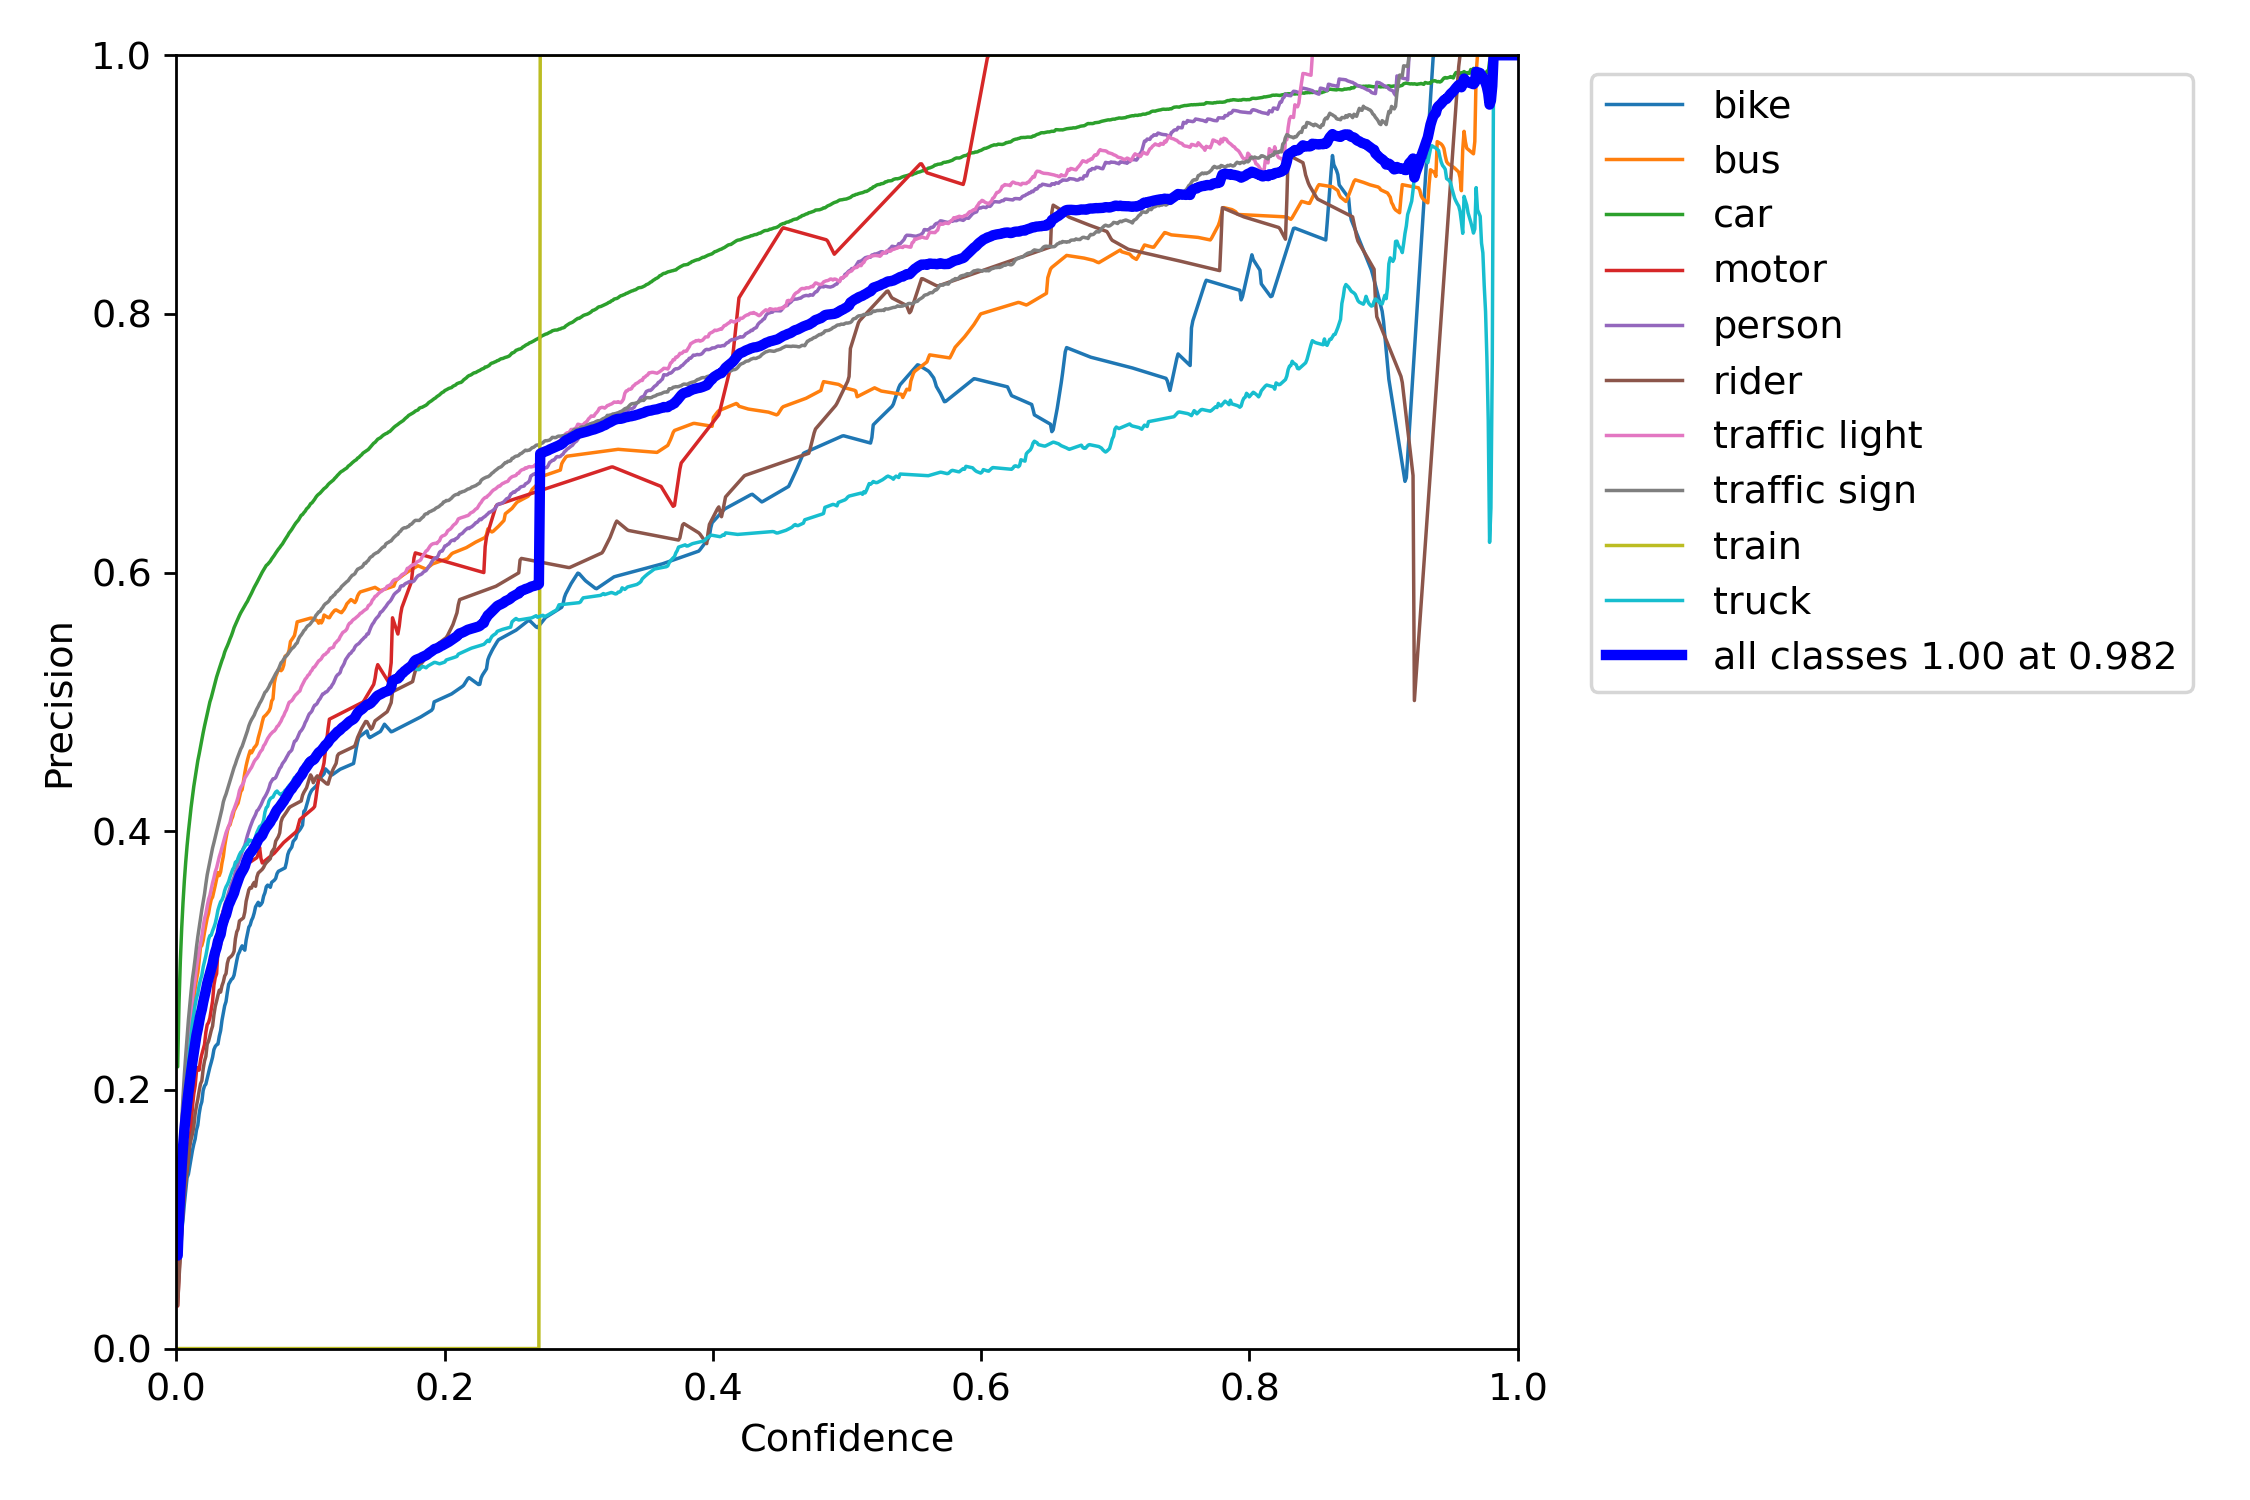 1.0
0.8
0.6
0.4
0.2
0.0
Precision
0.0 0.2 0.4 0.6 0.8 1.0
Confidence
bike
bus
car
motor
person
rider
traffic light
traffic sign
train
truck
all classes 1.00 at 0.982